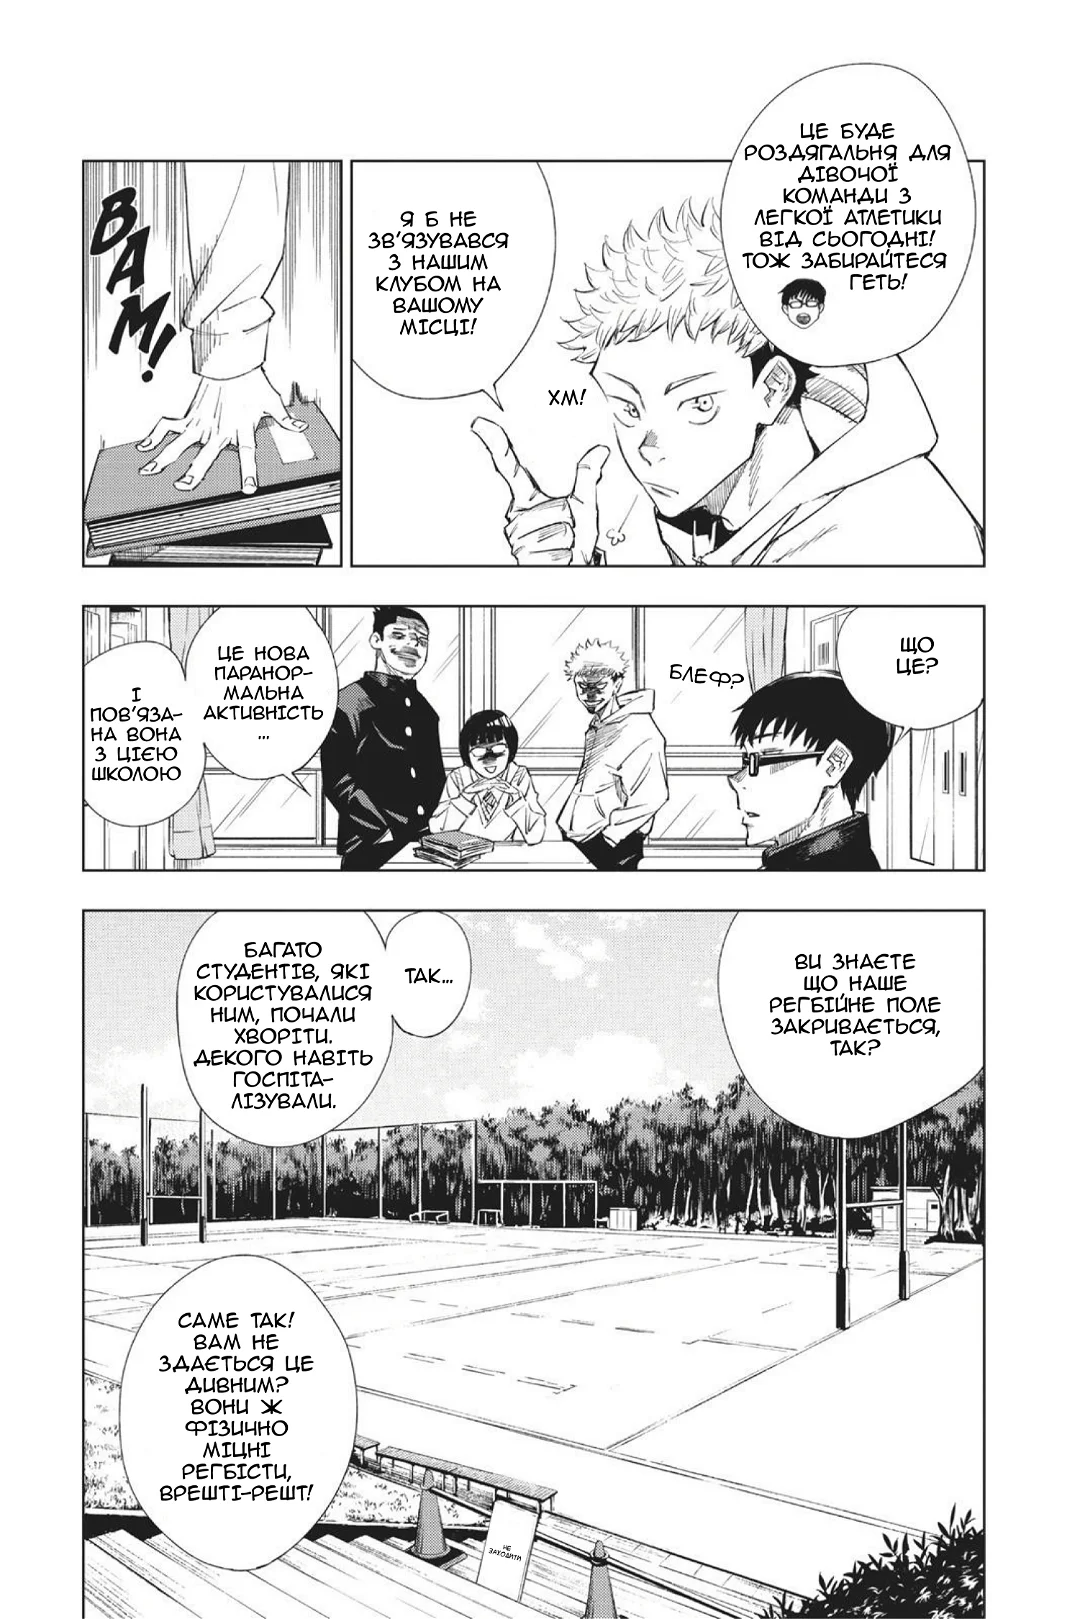 ЦЕ БУДЕ
РОЗДЯГАЛЬНЯ ДЛЯ
ДІВОЧОЇ
КОМАНДИ З
ЛЕГКОЇ АТЛЕТИКИ
ВІД СЬОГОДНІ!
ТОЖ ЗАБИРАЙТЕСЯ
ГЕТЬ!
Я Б НЕ
ЗВ'ЯЗУВАВСЯ
З НАШИМ
КЛУБОМ НА
ВАШОМУ
МІСЦІ!
ХМ!
ВАМ!
ЩО
ЦЕ?
БЛЕФ?
ЦЕ НОВА
ПАРАНОР-
МАЛЬНА
АКТИВНІСТЬ
...
І
ПОВ'ЯЗА-
НА ВОНА
З ЦІЄЮ
ШКОЛОЮ
ВИ ЗНАЄТЕ
ЩО НАШЕ
РЕГБІЙНЕ ПОЛЕ
ЗАКРИВАЄТЬСЯ,
ТАК?
ТАК...
БАГАТО
СТУДЕНТІВ, ЯКІ
КОРИСТУВАЛИСЯ
НИМ, ПОЧАЛИ
ХВОРІТИ.
ДЕКОГО НАВІТЬ
ГОСПІТА-
ЛІЗУВАЛИ.
САМЕ ТАК!
ВАМ НЕ
ЗДАЄТЬСЯ ЦЕ
ДИВНИМ?
ВОНИ Ж
ФІЗИЧНО
МІЦНІ
РЕГБІСТИ,
ВРЕШТІ-РЕШТ!
НЕ
ЗАХОДИТИ